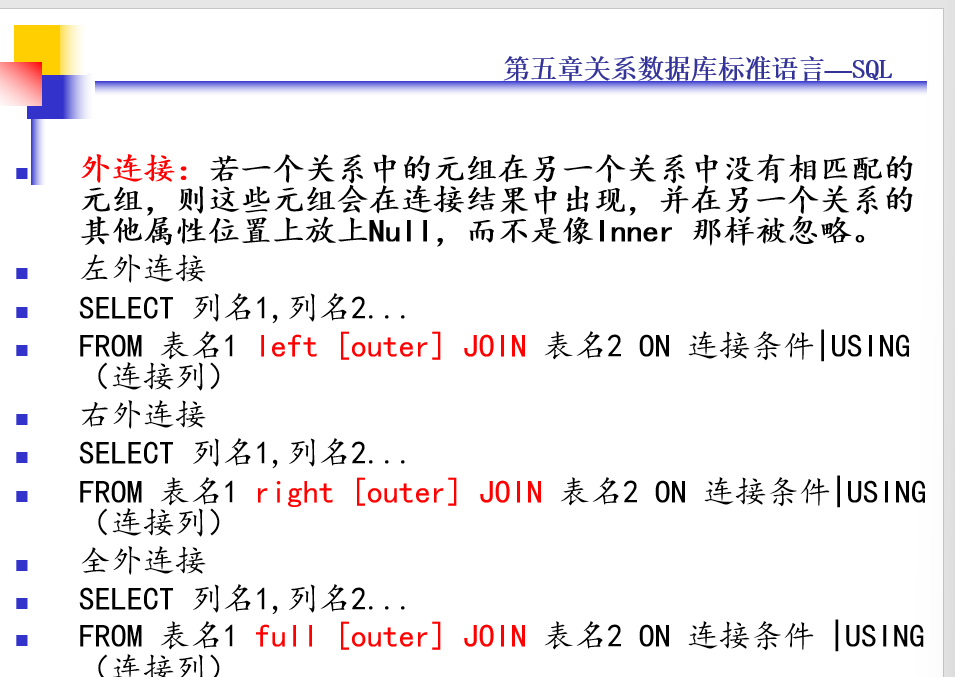 第五章关系数据库标准语言—SQL
外连接：若一个关系中的元组在另一个关系中没有相匹配的
元组，则这些元组会在连接结果中出现，并在另一个关系的
其他属性位置上放上Null，而不是像Inner 那样被忽略。
左外连接
SELECT 列名1,列名2...
FROM 表名1 left [outer] JOIN 表名2 ON 连接条件|USING
（连接列）
右外连接
SELECT 列名1,列名2...
FROM 表名1 right [outer] JOIN 表名2 ON 连接条件|USING
（连接列）
全外连接
SELECT 列名1,列名2...
FROM 表名1 full [outer] JOIN 表名2 ON 连接条件 |USING
（连接列）